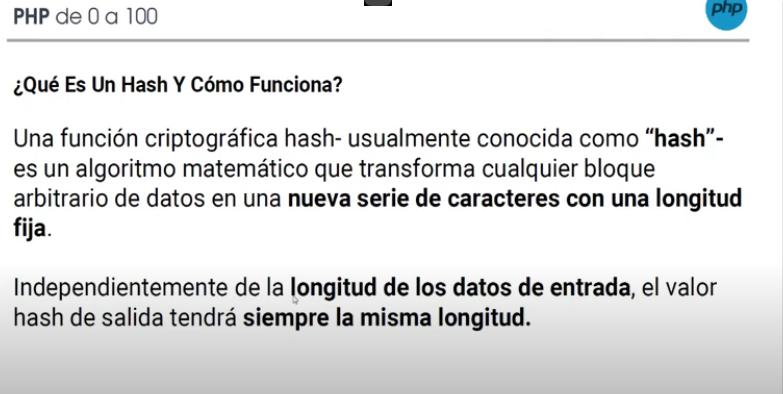 PHP de 0 a 100
php
¿Qué Es Un Hash Y Cómo Funciona?
Una función criptográfica hash- usualmente conocida como “hash”-
es un algoritmo matemático que transforma cualquier bloque
arbitrario de datos en una nueva serie de caracteres con una longitud
fija.
Independientemente de la longitud de los datos de entrada, el valor
hash de salida tendrá siempre la misma longitud.